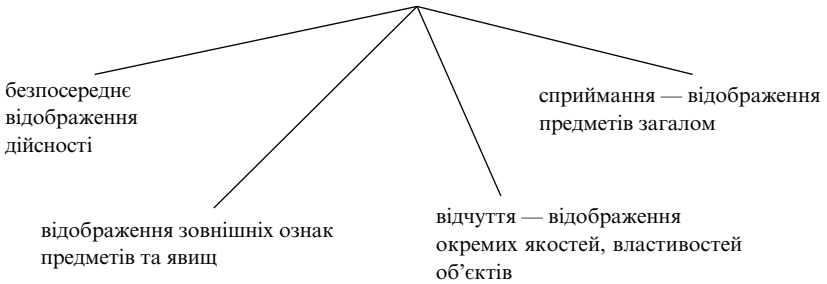 безпосереднє
відображення
дійсності
сприймання — відображення
предметів загалом
відображення зовнішніх ознак
предметів та явищ
відчуття — відображення
окремих якостей, властивостей
об’єктів